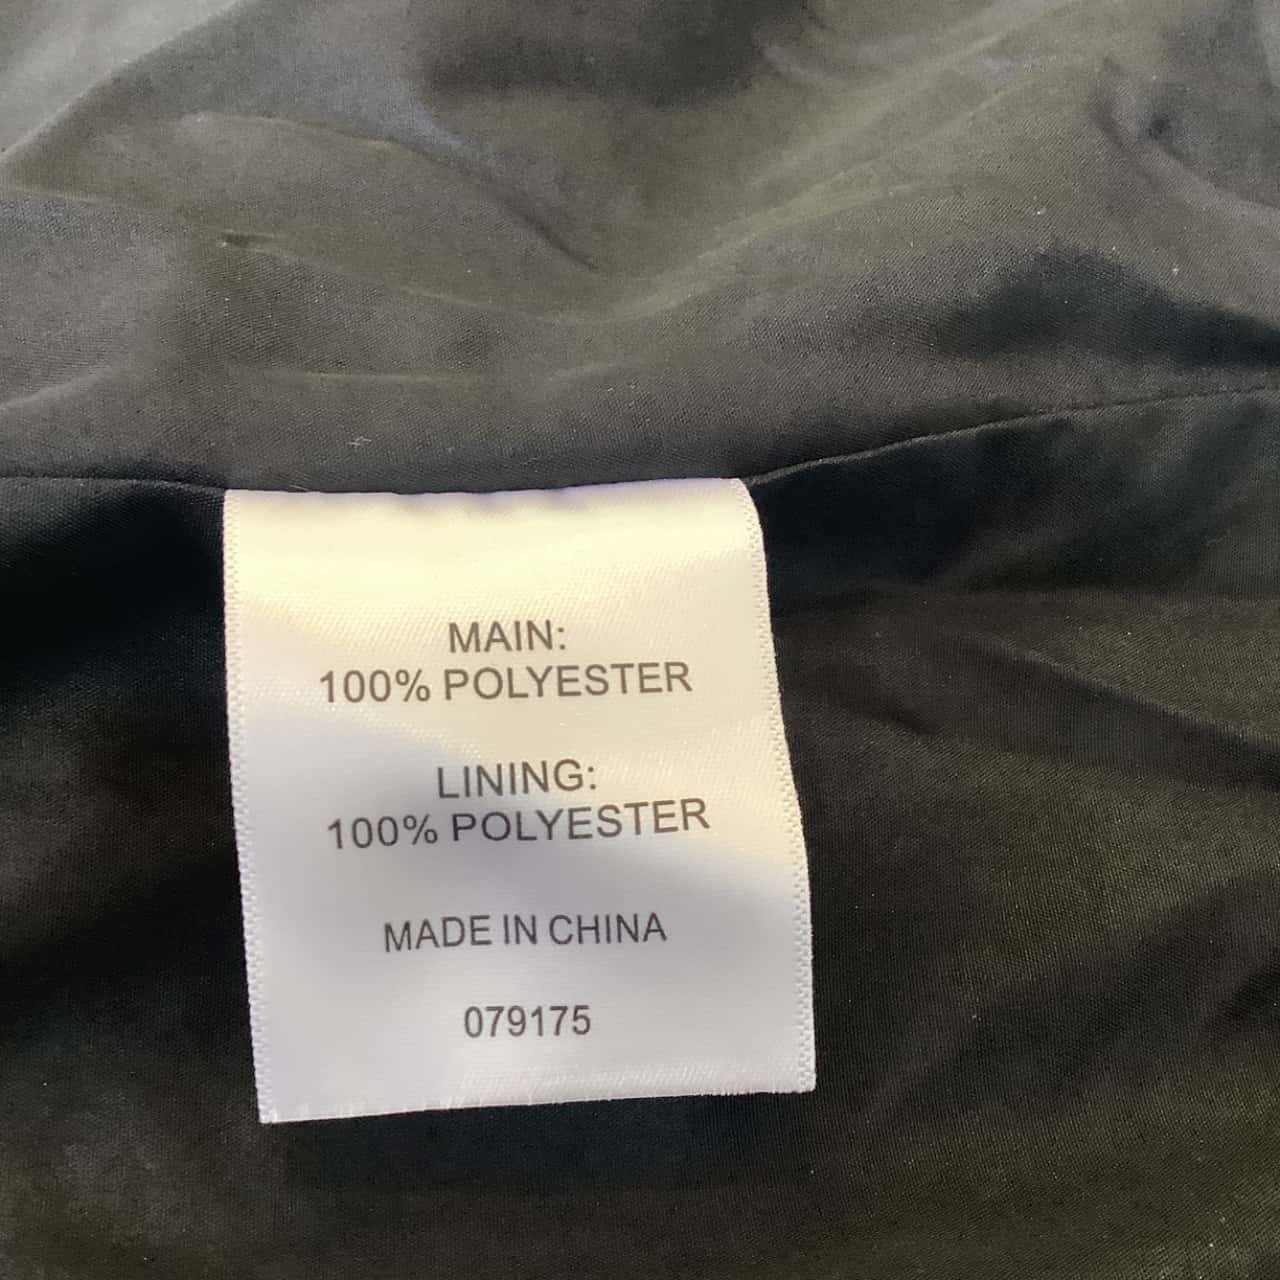 MAIN:
100% POLYESTER
LINING:
100% POLYESTER
MADE IN CHINA
079175